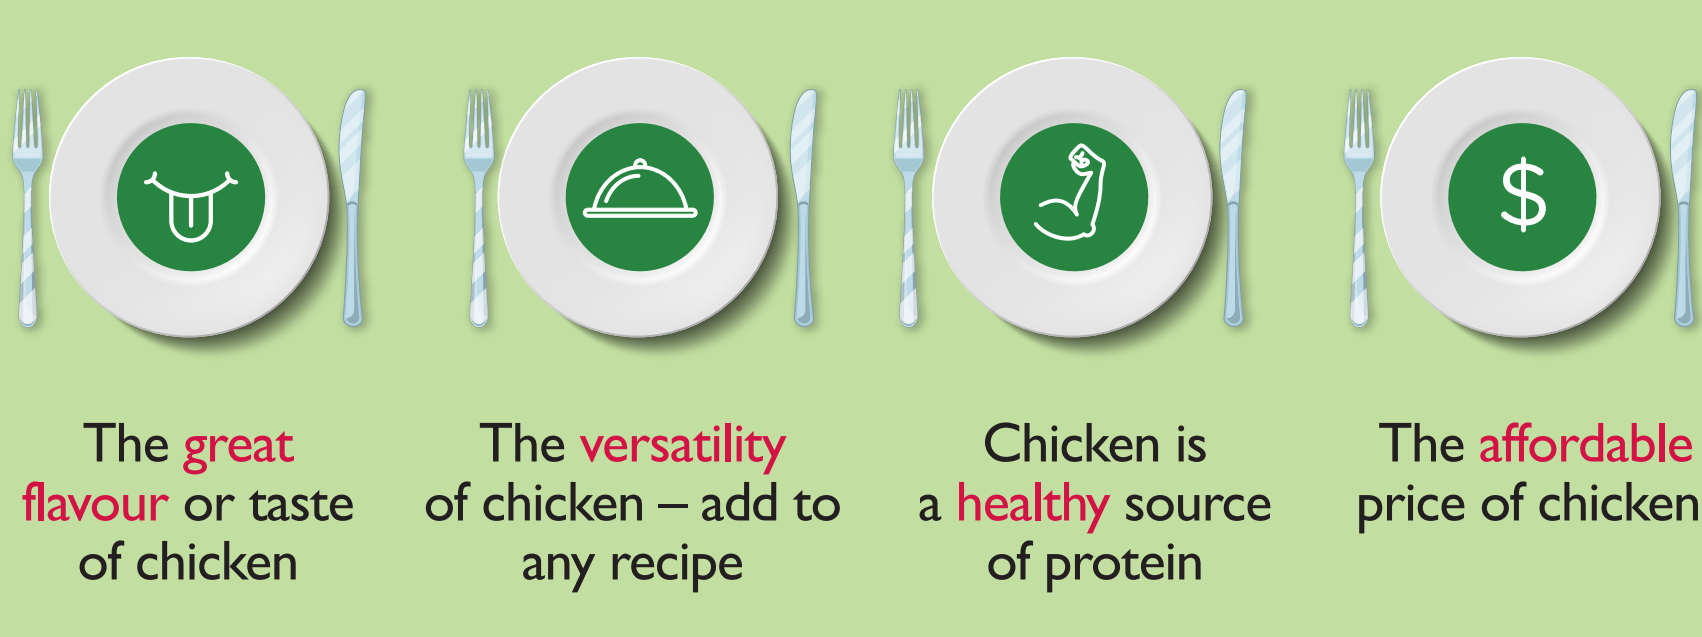 The great
flavour or taste
of chicken
The versatility
of chicken – add to
any recipe
Chicken is
a healthy source
of protein
The affordable
price of chicken
$